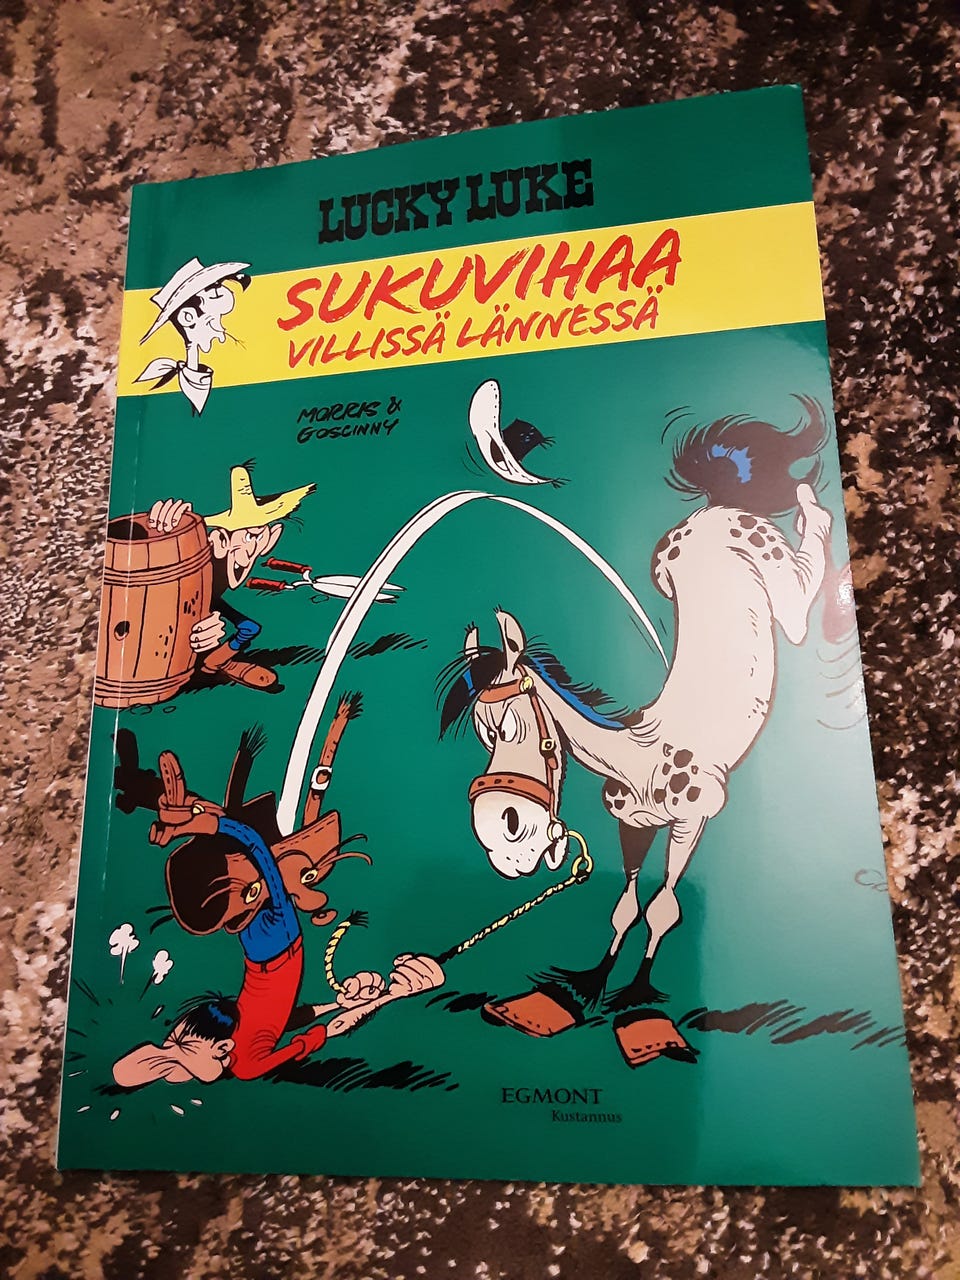 LUCKY LUKE
SUKUVIHAA
VILLISSÄ LÄNNESSÄ
MORRIS &
GOSCINNY
EGMONT
Kustannus